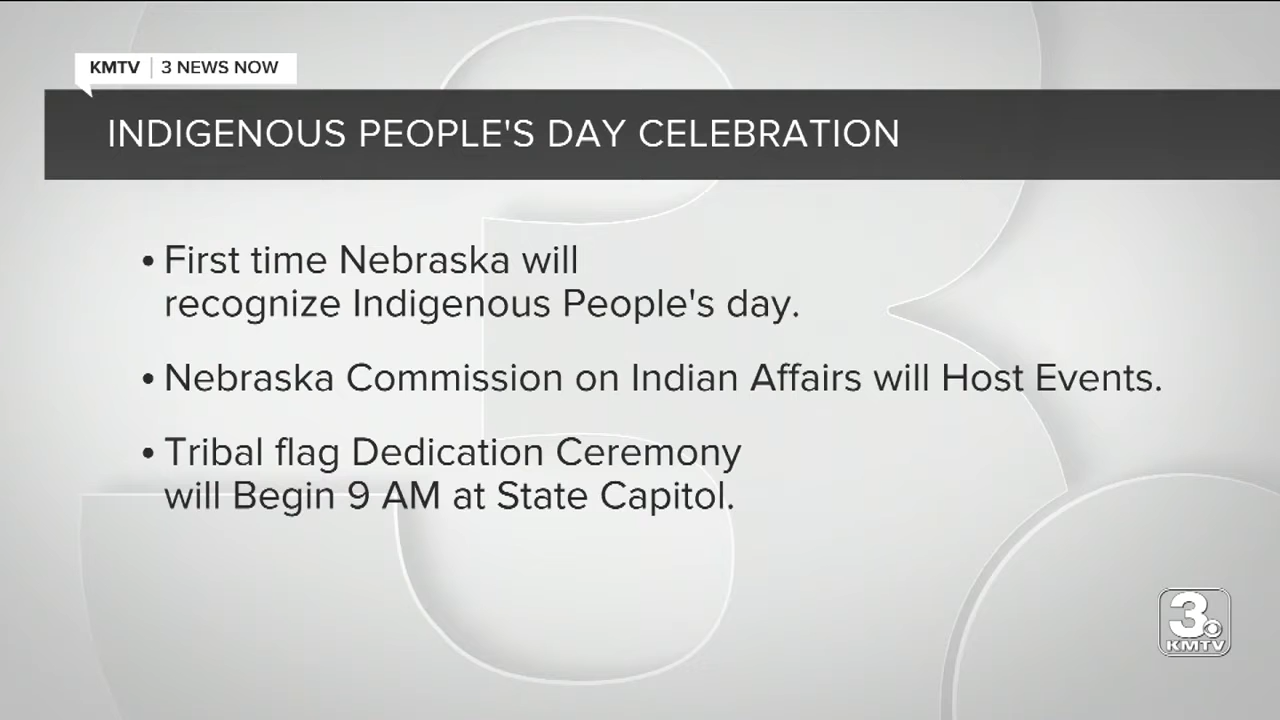 KMTV | 3 NEWS NOW
INDIGENOUS PEOPLE'S DAY CELEBRATION
• First time Nebraska will
recognize Indigenous People's day.
• Nebraska Commission on Indian Affairs will Host Events.
• Tribal flag Dedication Ceremony
will Begin 9 AM at State Capitol.
3
KMTV